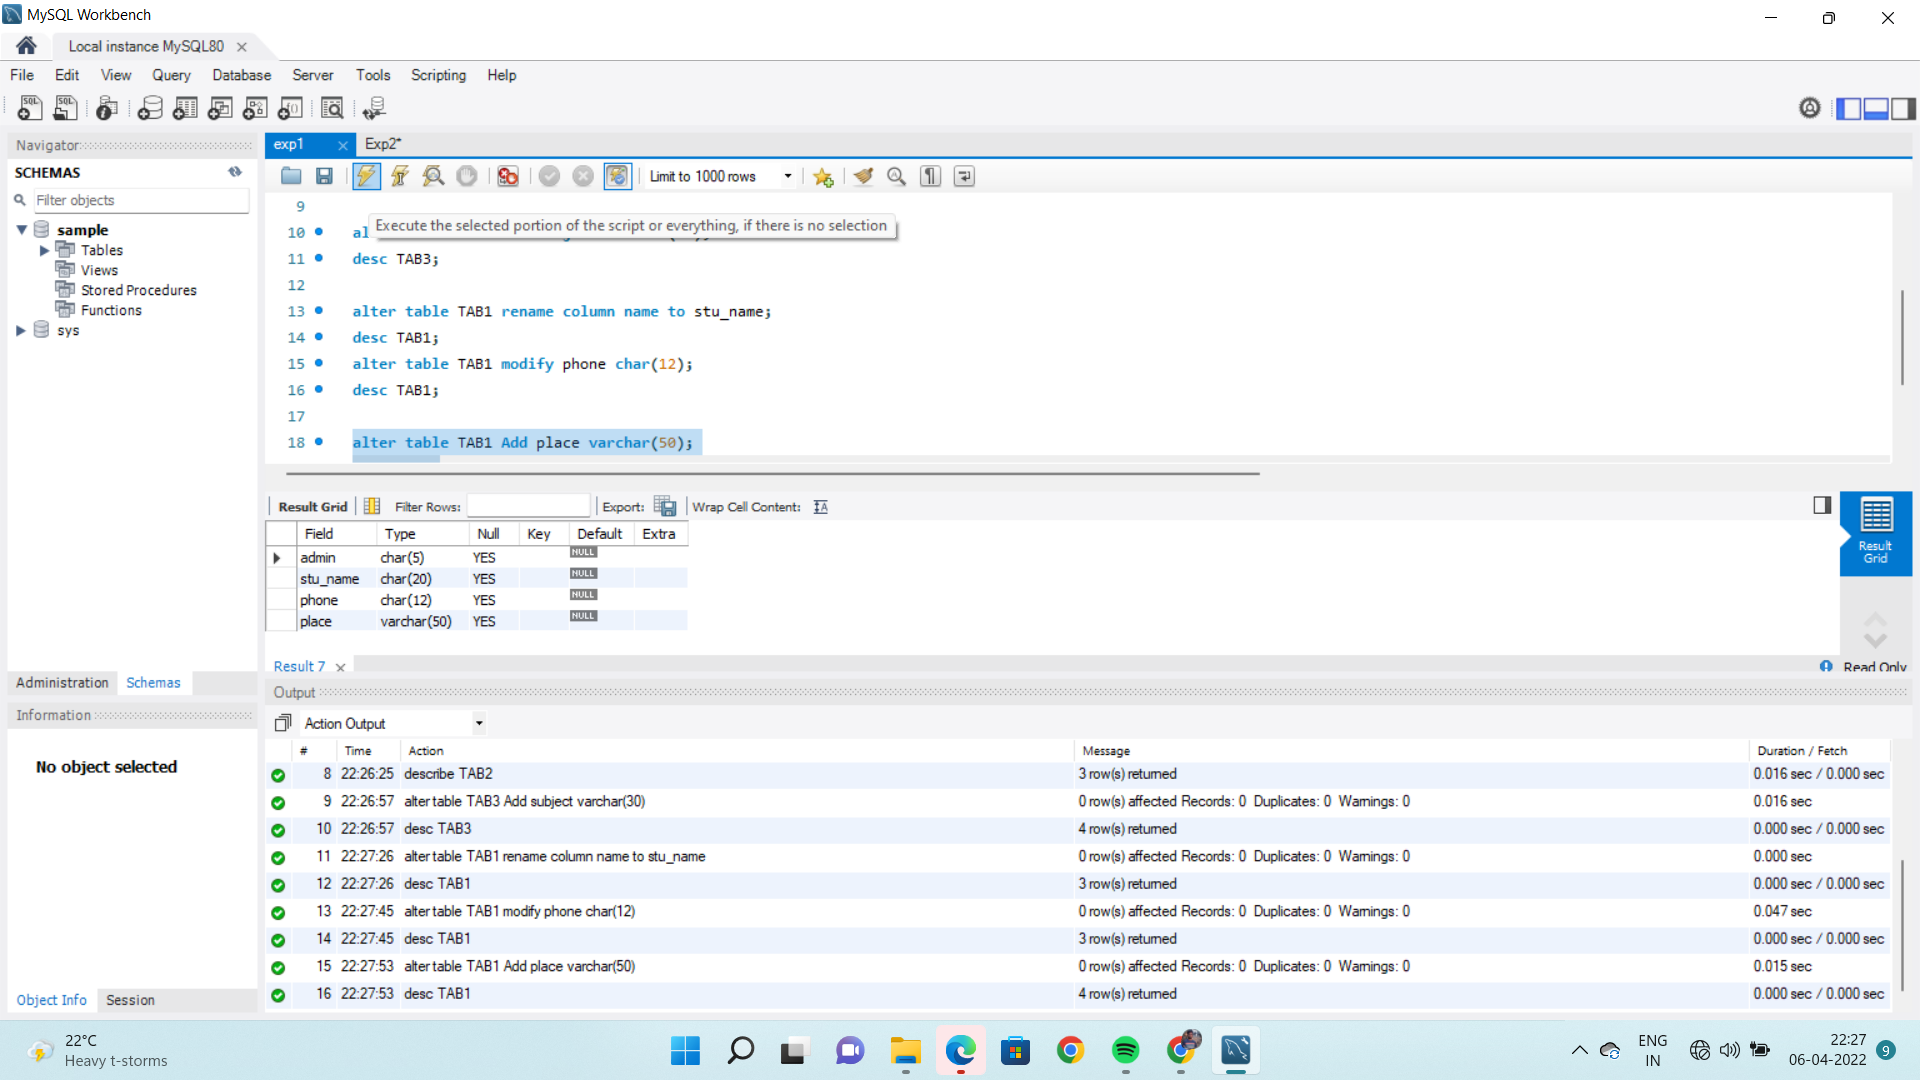 MySQL Workbench
Local instance MySQL80
File Edit View Query Database Server Tools Scripting Help
Navigator
SCHEMAS
Filter objects
sample
Tables
Views
Stored Procedures
Functions
sys
Administration Schemas
Information
No object selected
Object Info Session
exp1 Exp2*
Limit to 1000 rows
Execute the selected portion of the script or everything, if there is no selection
9
10 al
11 desc TAB3;
12
13 alter table TAB1 rename column name to stu_name;
14 desc TAB1;
15 alter table TAB1 modify phone char(12);
16 desc TAB1;
17
18 alter table TAB1 Add place varchar(50);
Result Grid Filter Rows: Export: Wrap Cell Content:
Field Type Null Key Default Extra
admin char(5) YES NULL
stu_name char(20) YES NULL
phone char(12) YES NULL
place varchar(50) YES NULL
Result Grid
Result 7
Read Only
Output
Action Output
# Time Action Message Duration / Fetch
8 22:26:25 describe TAB2 3 row(s) returned 0.016 sec / 0.000 sec
9 22:26:57 alter table TAB3 Add subject varchar(30) 0 row(s) affected Records: 0 Duplicates: 0 Warnings: 0 0.016 sec
10 22:26:57 desc TAB3 4 row(s) returned 0.000 sec / 0.000 sec
11 22:27:26 alter table TAB1 rename column name to stu_name 0 row(s) affected Records: 0 Duplicates: 0 Warnings: 0 0.000 sec
12 22:27:26 desc TAB1 3 row(s) returned 0.000 sec / 0.000 sec
13 22:27:45 alter table TAB1 modify phone char(12) 0 row(s) affected Records: 0 Duplicates: 0 Warnings: 0 0.047 sec
14 22:27:45 desc TAB1 3 row(s) returned 0.000 sec / 0.000 sec
15 22:27:53 alter table TAB1 Add place varchar(50) 0 row(s) affected Records: 0 Duplicates: 0 Warnings: 0 0.015 sec
16 22:27:53 desc TAB1 4 row(s) returned 0.000 sec / 0.000 sec
22°C
Heavy t-storms
ENG
IN
22:27
06-04-2022
9